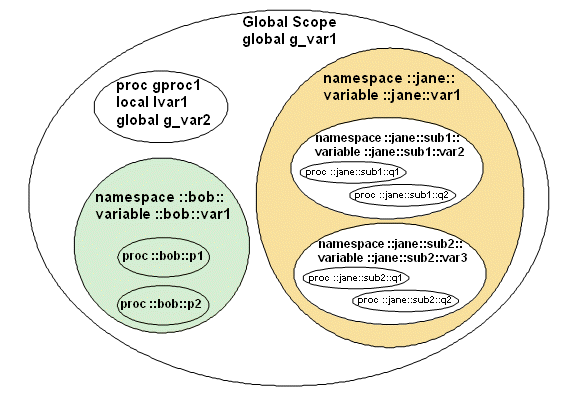 Global Scope
global g_var1
proc gproc1
local lvar1
global g_var2
namespace ::bob::
variable ::bob::var1
proc ::bob::p1
proc ::bob::p2
namespace ::jane::
variable ::jane::var1
namespace ::jane::sub1::
variable ::jane::sub1::var2
proc ::jane::sub1::q1
proc ::jane::sub1::q2
namespace ::jane::sub2::
variable ::jane::sub2::var3
proc ::jane::sub2::q1
proc ::jane::sub2::q2